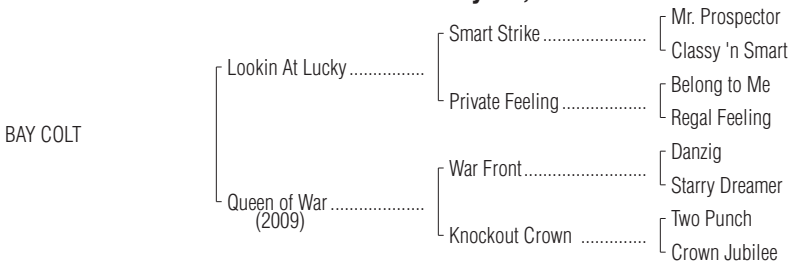 Mr. Prospector
Smart Strike ...................
Classy 'n Smart
Lookin At Lucky ................
Belong to Me
Private Feeling ................
Regal Feeling
BAY COLT
Danzig
War Front.......................
Starry Dreamer
Queen of War ...................
(2009)
Two Punch
Knockout Crown .............
Crown Jubilee